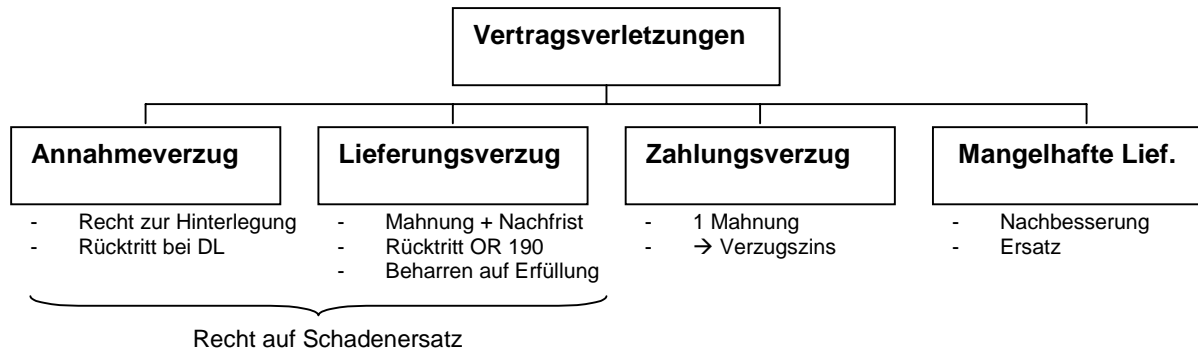 Vertragsverletzungen
Annahmeverzug
- Recht zur Hinterlegung
- Rücktritt bei DL
Lieferungsverzug
- Mahnung + Nachfrist
- Rücktritt OR 190
- Beharren auf Erfüllung
Zahlungsverzug
- 1 Mahnung
- → Verzugszins
Mangelhafte Lief.
- Nachbesserung
- Ersatz
Recht auf Schadenersatz